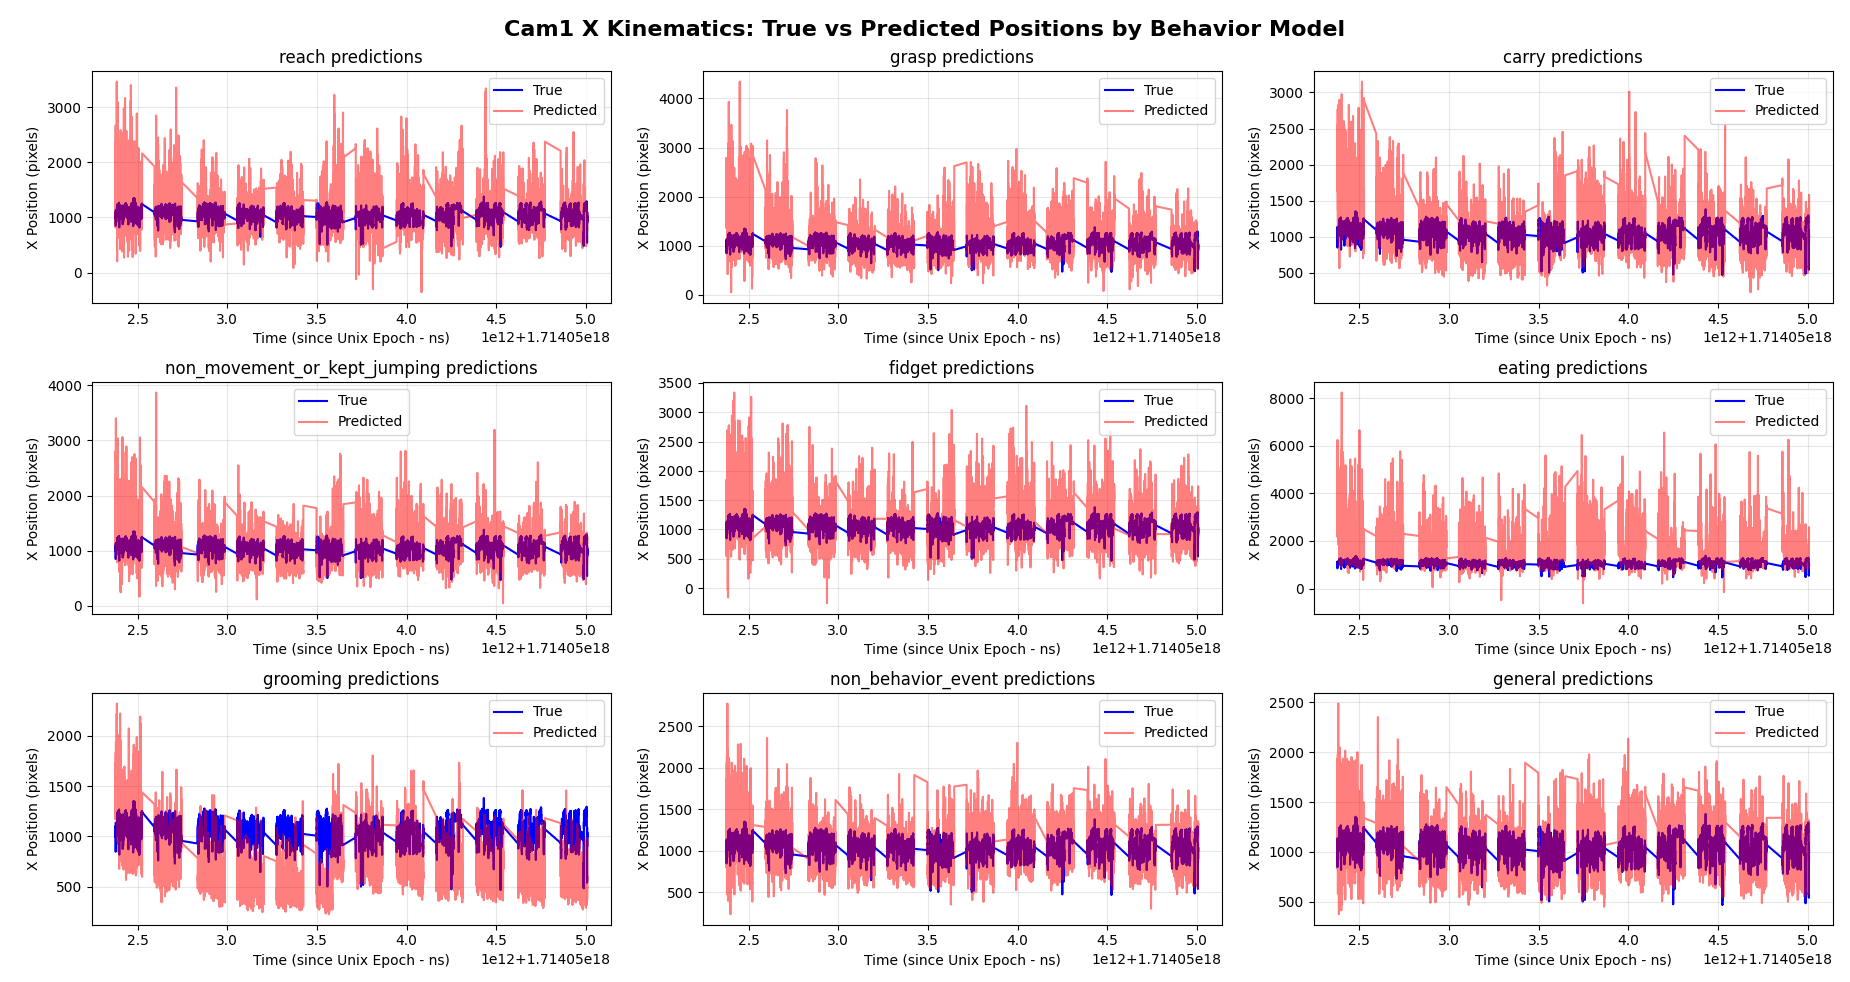 Cam1 X Kinematics: True vs Predicted Positions by Behavior Model
reach predictions
True
Predicted
X Position (pixels)
3000
2000
1000
0
2.5 3.0 3.5 4.0 4.5 5.0
Time (since Unix Epoch - ns)
1e12+1.71405e18
grasp predictions
True
Predicted
X Position (pixels)
4000
3000
2000
1000
0
2.5 3.0 3.5 4.0 4.5 5.0
Time (since Unix Epoch - ns)
1e12+1.71405e18
carry predictions
True
Predicted
X Position (pixels)
3000
2500
2000
1500
1000
500
2.5 3.0 3.5 4.0 4.5 5.0
Time (since Unix Epoch - ns)
1e12+1.71405e18
non_movement_or_kept_jumping predictions
True
Predicted
X Position (pixels)
4000
3000
2000
1000
0
2.5 3.0 3.5 4.0 4.5 5.0
Time (since Unix Epoch - ns)
1e12+1.71405e18
fidget predictions
True
Predicted
X Position (pixels)
3500
3000
2500
2000
1500
1000
500
0
2.5 3.0 3.5 4.0 4.5 5.0
Time (since Unix Epoch - ns)
1e12+1.71405e18
eating predictions
True
Predicted
X Position (pixels)
8000
6000
4000
2000
0
2.5 3.0 3.5 4.0 4.5 5.0
Time (since Unix Epoch - ns)
1e12+1.71405e18
grooming predictions
True
Predicted
X Position (pixels)
2000
1500
1000
500
2.5 3.0 3.5 4.0 4.5 5.0
Time (since Unix Epoch - ns)
1e12+1.71405e18
non_behavior_event predictions
True
Predicted
X Position (pixels)
2500
2000
1500
1000
500
2.5 3.0 3.5 4.0 4.5 5.0
Time (since Unix Epoch - ns)
1e12+1.71405e18
general predictions
True
Predicted
X Position (pixels)
2500
2000
1500
1000
500
2.5 3.0 3.5 4.0 4.5 5.0
Time (since Unix Epoch - ns)
1e12+1.71405e18